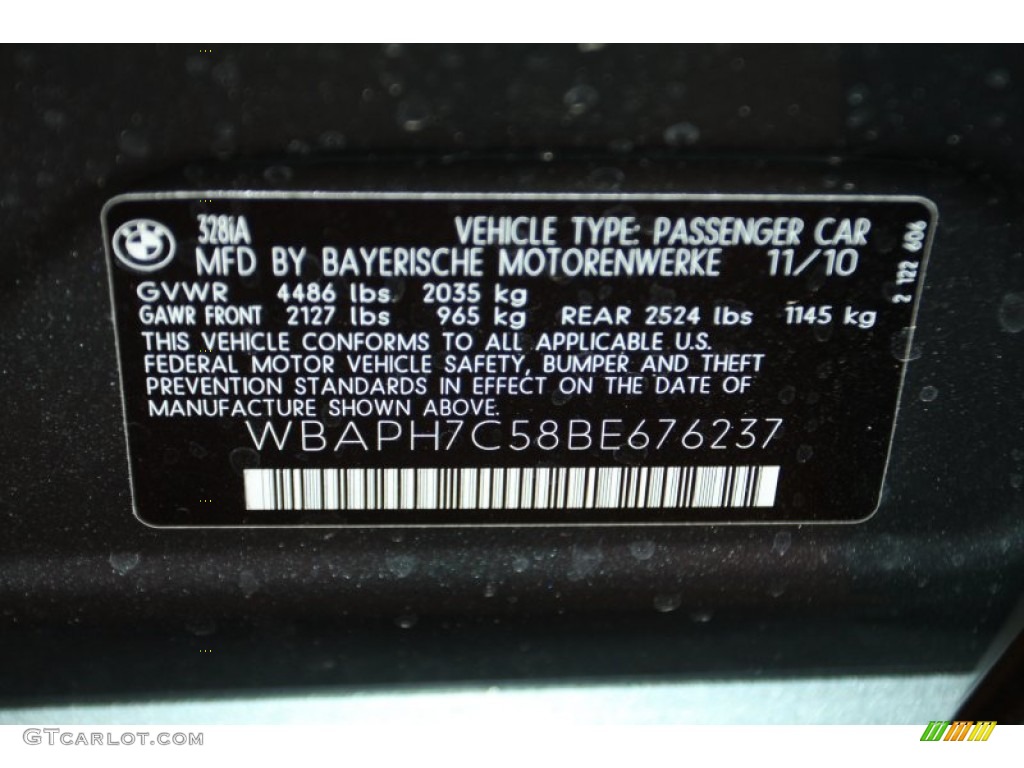 328iA VEHICLE TYPE: PASSENGER CAR
MFD BY BAYERISCHE MOTORENWERKE 11/10
GVWR 4486 lbs. 2035 kg
GAWR FRONT 2127 lbs 965 kg REAR 2524 lbs 1145 kg
THIS VEHICLE CONFORMS TO ALL APPLICABLE U.S.
FEDERAL MOTOR VEHICLE SAFETY, BUMPER AND THEFT
PREVENTION STANDARDS IN EFFECT ON THE DATE OF
MANUFACTURE SHOWN ABOVE.
WBAPH7C58BE676237
2 122 606
GTCarLot.com